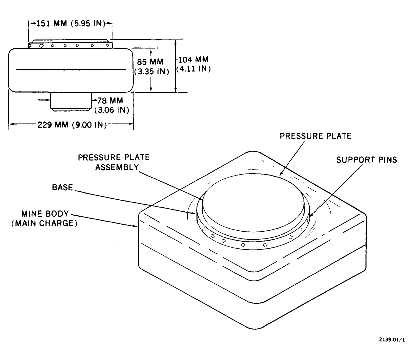 151 MM (5.95 IN)
85 MM
(3.35 IN)
104 MM
(4.11 IN)
78 MM
(3.06 IN)
229 MM (9.00 IN)
PRESSURE PLATE
PRESSURE PLATE
ASSEMBLY
SUPPORT PINS
BASE
MINE BODY
(MAIN CHARGE)
2139 01/1